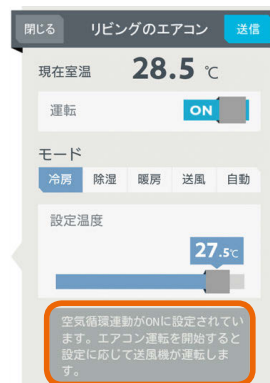 閉じる リビングのエアコン 送信
現在室温 28.5 ℃
運転 ON
モード
冷房 除湿 暖房 送風 自動
設定温度
27.5℃
空気循環連動がONに設定されてい
ます。エアコン運転を開始すると
設定に応じて送風機が運転しま
す。